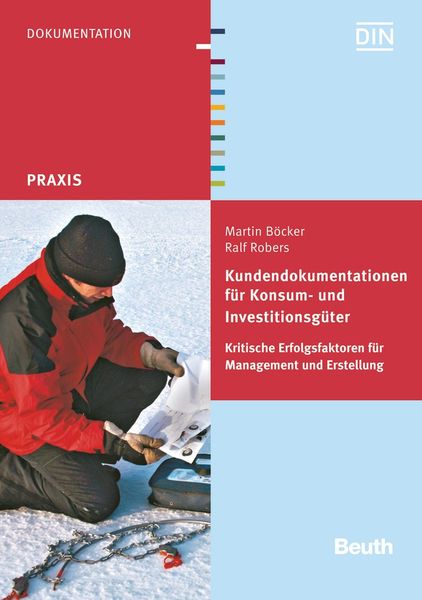 DOKUMENTATION
DIN
PRAXIS
Martin Böcker
Ralf Robers
Kundendokumentationen
für Konsum- und
Investitionsgüter
Kritische Erfolgsfaktoren für
Management und Erstellung
Beuth